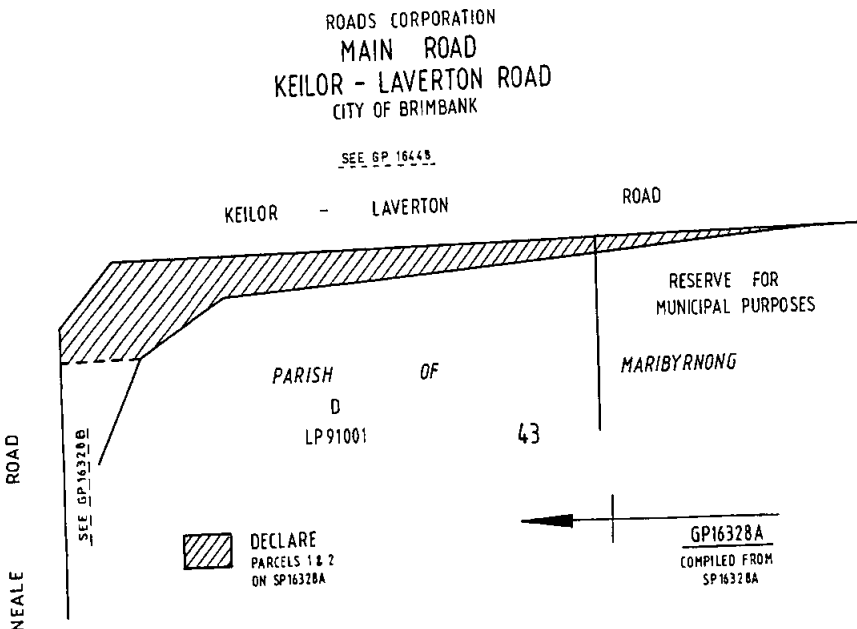 ROADS CORPORATION
MAIN ROAD
KEILOR - LAVERTON ROAD
CITY OF BRIMBANK
SEE GP 16448
KEILOR - LAVERTON ROAD
RESERVE FOR
MUNICIPAL PURPOSES
PARISH OF MARIBYRNONG
D
LP 91001 43
NEALE ROAD
SEE GP16328B
DECLARE
PARCELS 1 & 2
ON SP16328A
GP16328A
COMPILED FROM
SP16328A